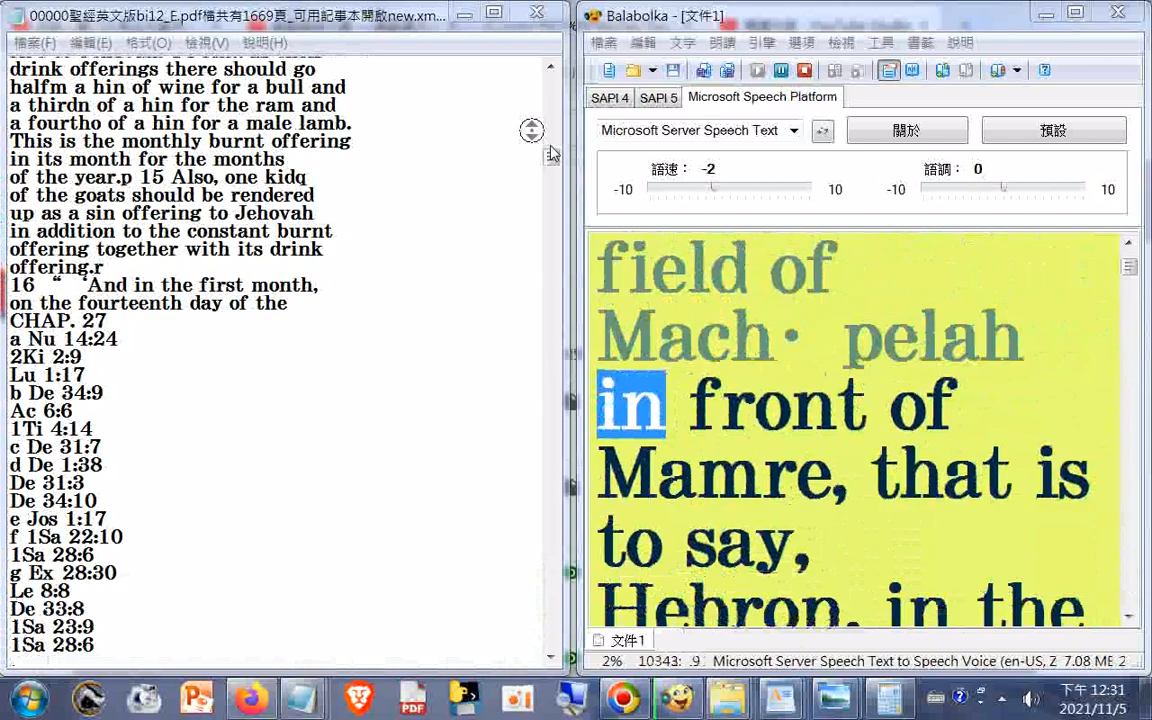 00000聖經英文版bi12_E.pdf檔共有1669頁_可用記事本開啟new.xm...
檔案(F) 編輯(E) 格式(O) 檢視(V) 說明(H)
drink offerings there should go
halfm a hin of wine for a bull and
a thirdn of a hin for the ram and
a fourtho of a hin for a male lamb.
This is the monthly burnt offering
in its month for the months
of the year.p 15 Also, one kidq
of the goats should be rendered
up as a sin offering to Jehovah
in addition to the constant burnt
offering together with its drink
offering.r
16 “ ‘And in the first month,
on the fourteenth day of the
CHAP. 27
a Nu 14:24
2Ki 2:9
Lu 1:17
b De 34:9
Ac 6:6
1Ti 4:14
c De 31:7
d De 1:38
De 31:3
De 34:10
e Jos 1:17
f 1Sa 22:10
1Sa 28:6
g Ex 28:30
Le 8:8
De 33:8
1Sa 23:9
1Sa 28:6
Balabolka - [文件1]
檔案 編輯 文字 朗讀 引擎 選項 檢視 工具 書籤 說明
SAPI 4 SAPI 5 Microsoft Speech Platform
Microsoft Server Speech Text 關於 預設
語速： -2 語調： 0
-10 10 -10 10
field of
Mach· pelah
in front of
Mamre, that is
to say,
Hebron, in the
文件1
2% 10343: .9 Microsoft Server Speech Text to Speech Voice (en-US, Z 7.08 ME 2
PDF
下午 12:31
2021/11/5